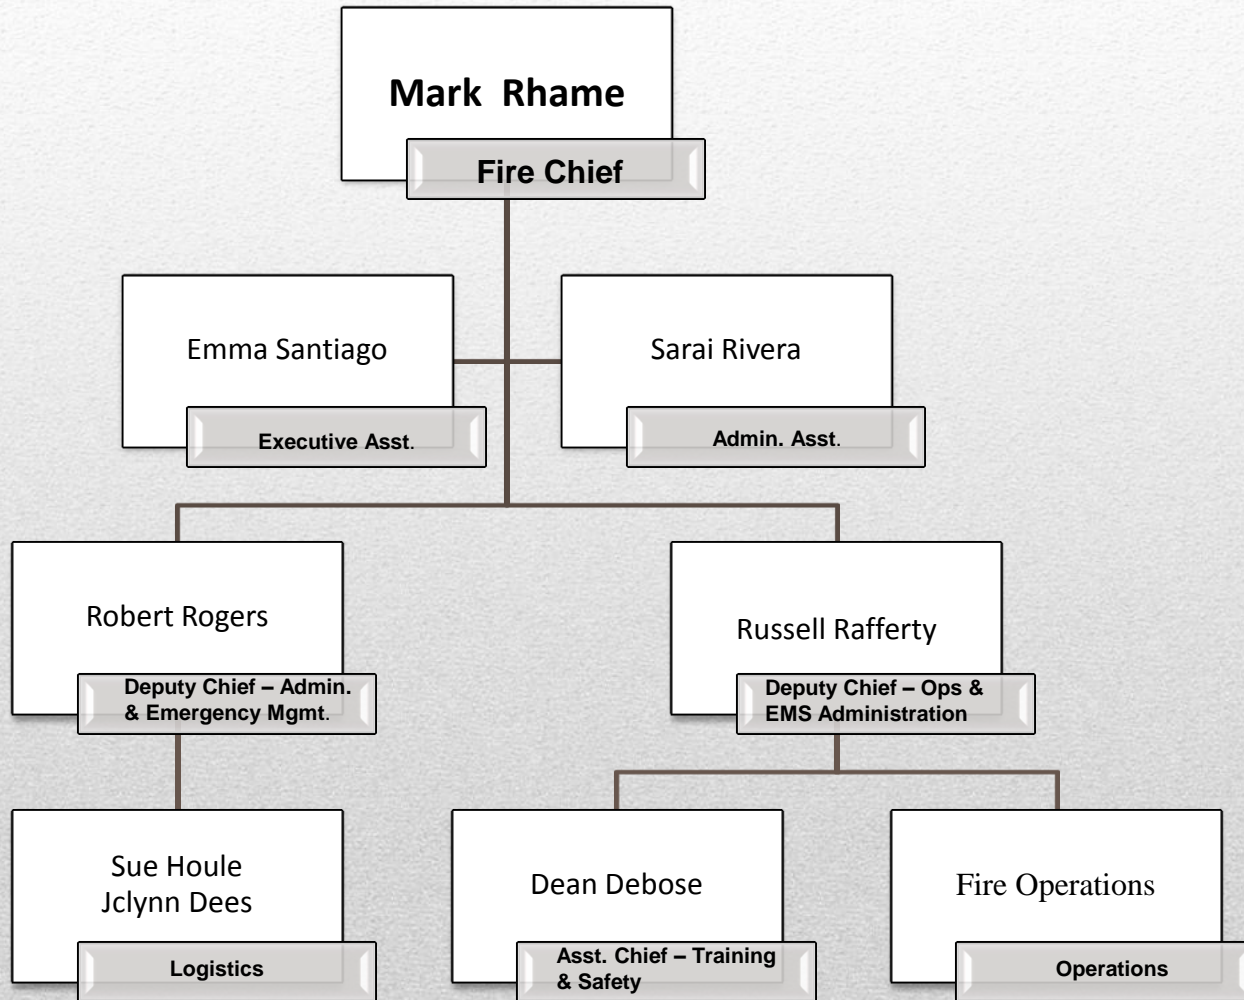 Mark  Rhame
Fire Chief
Emma Santiago
Executive Asst.
Sarai Rivera
Admin. Asst.
Robert Rogers
Deputy Chief – Admin.
& Emergency Mgmt.
Russell Rafferty
Deputy Chief – Ops &
EMS Administration
Sue Houle
Jclynn Dees
Logistics
Dean Debose
Asst. Chief – Training
& Safety
Fire Operations
Operations